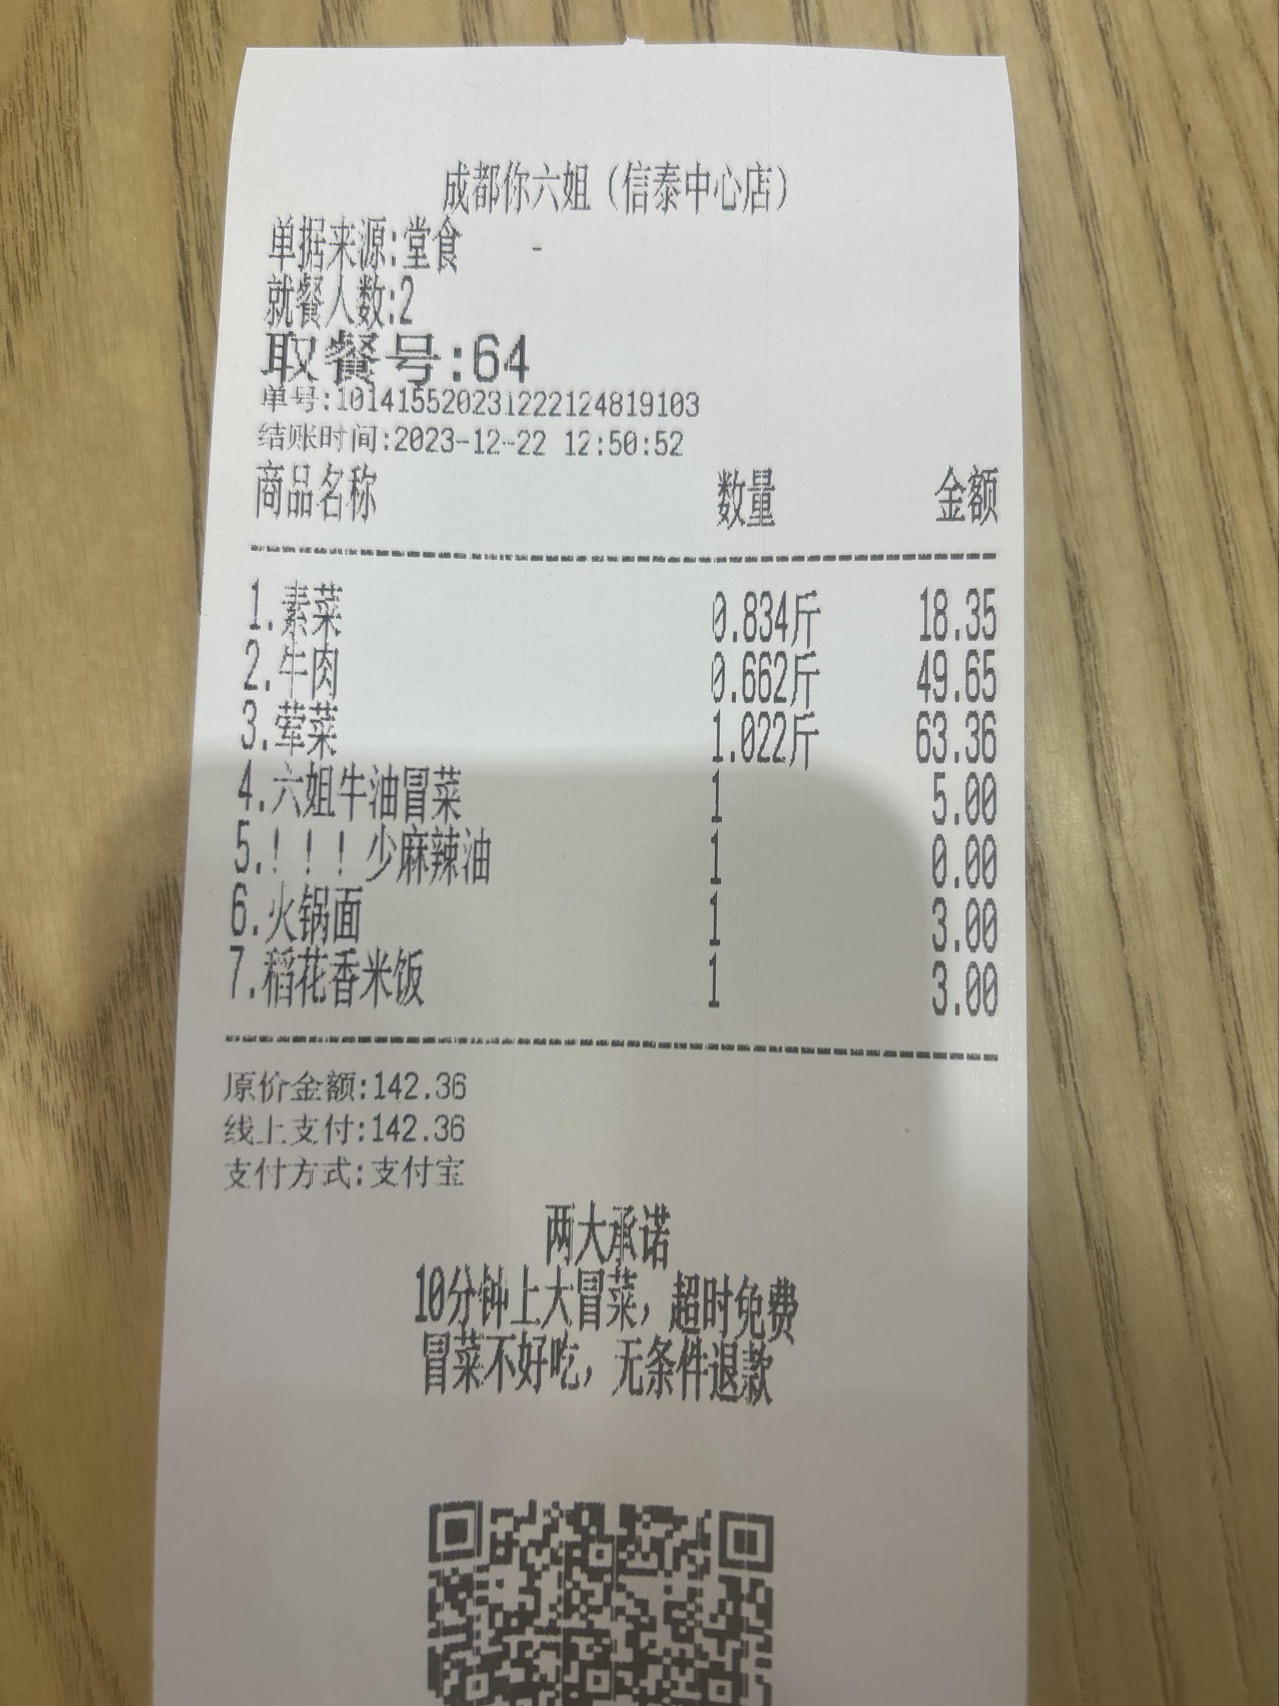 成都你六姐（信泰中心店）
单据来源:堂食 -
就餐人数:2
取餐号:64
单号:10141552023122212481​9103
结账时间:2023-12-22 12:50:52
商品名称 数量 金额
1.素菜 0.834斤 18.35
2.牛肉 0.662斤 49.65
3.荤菜 1.022斤 63.36
4.六姐牛油冒菜 1 5.00
5.！！！少麻辣油 1 0.00
6.火锅面 1 3.00
7.稻花香米饭 1 3.00
原价金额:142.36
线上支付:142.36
支付方式:支付宝
两大承诺
10分钟上大冒菜，超时免费
冒菜不好吃，无条件退款